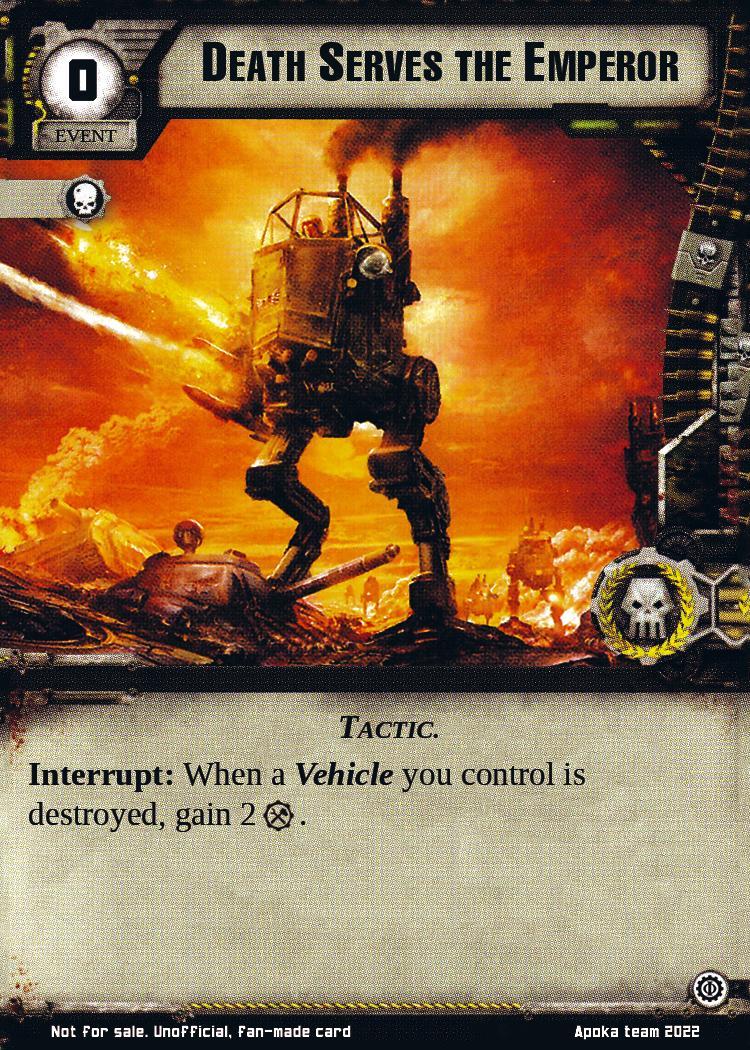 0
Death Serves the Emperor
EVENT
Tactic.
Interrupt: When a Vehicle you control is
destroyed, gain 2 .
Not for sale. Unofficial, fan-made card
Apoka team 2022